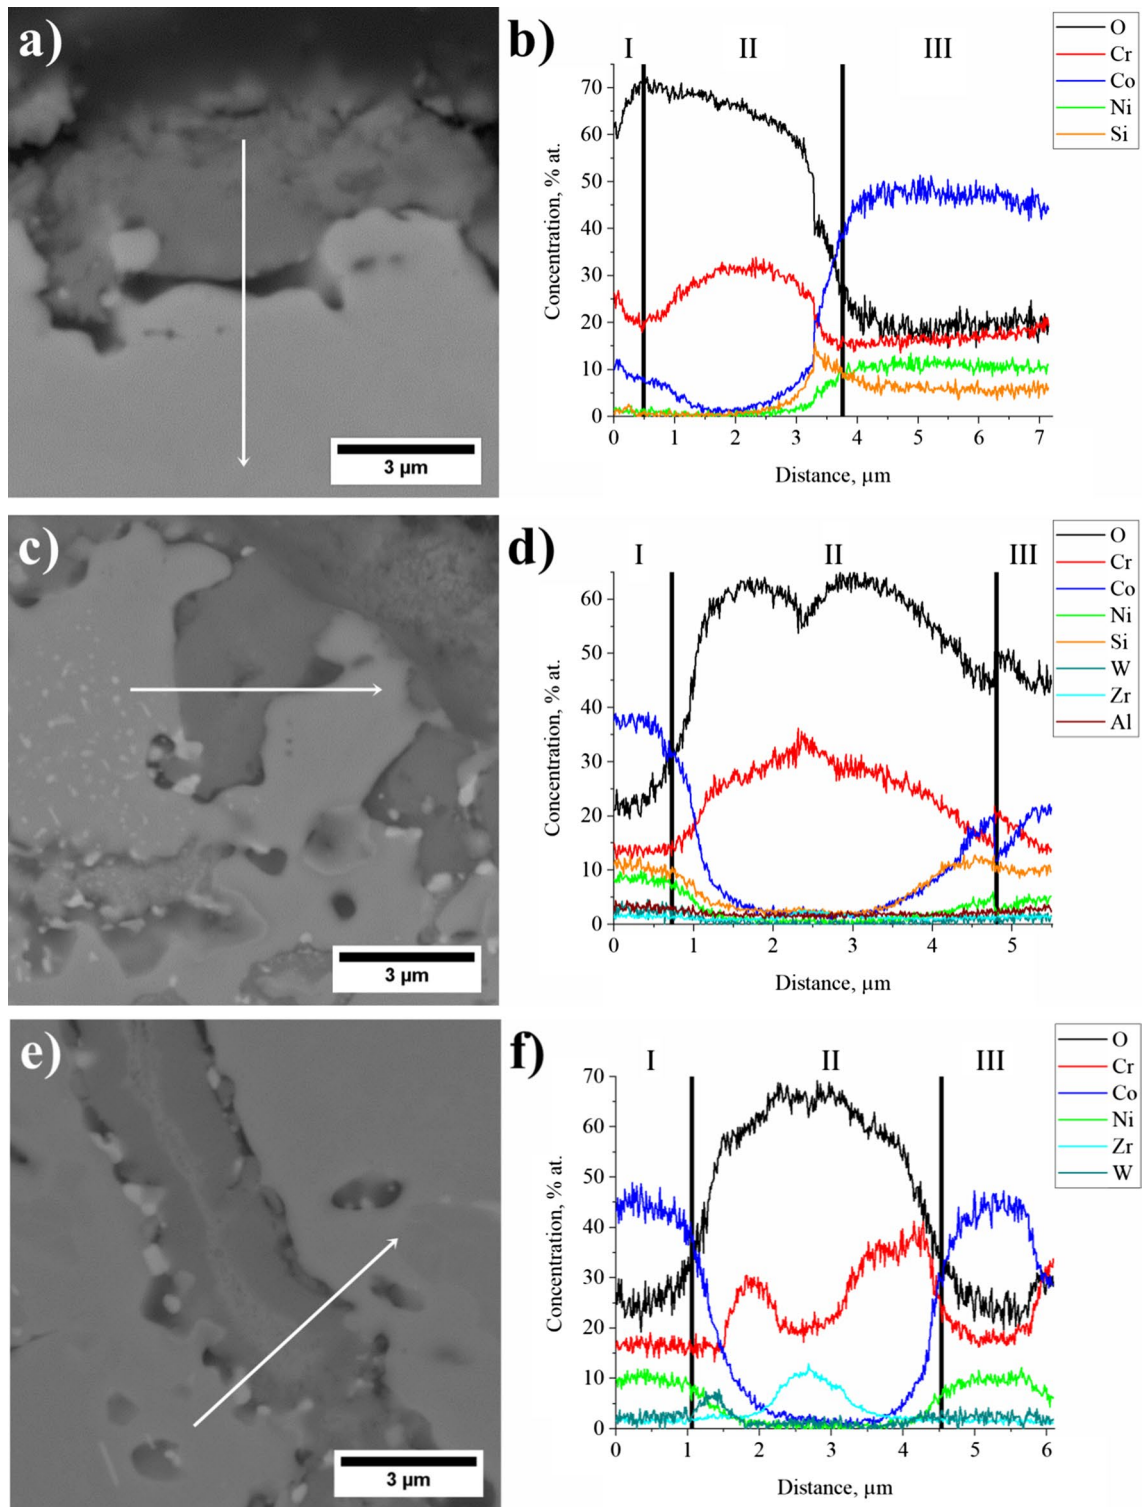 a)
3 µm
b)
I II III
O
Cr
Co
Ni
Si
Concentration, % at.
70
60
50
40
30
20
10
0
0 1 2 3 4 5 6 7
Distance, µm
c)
3 µm
d)
I II III
O
Cr
Co
Ni
Si
W
Zr
Al
Concentration, % at.
60
50
40
30
20
10
0
0 1 2 3 4 5
Distance, µm
e)
3 µm
f)
I II III
O
Cr
Co
Ni
Zr
W
Concentration, % at.
70
60
50
40
30
20
10
0
0 1 2 3 4 5 6
Distance, µm